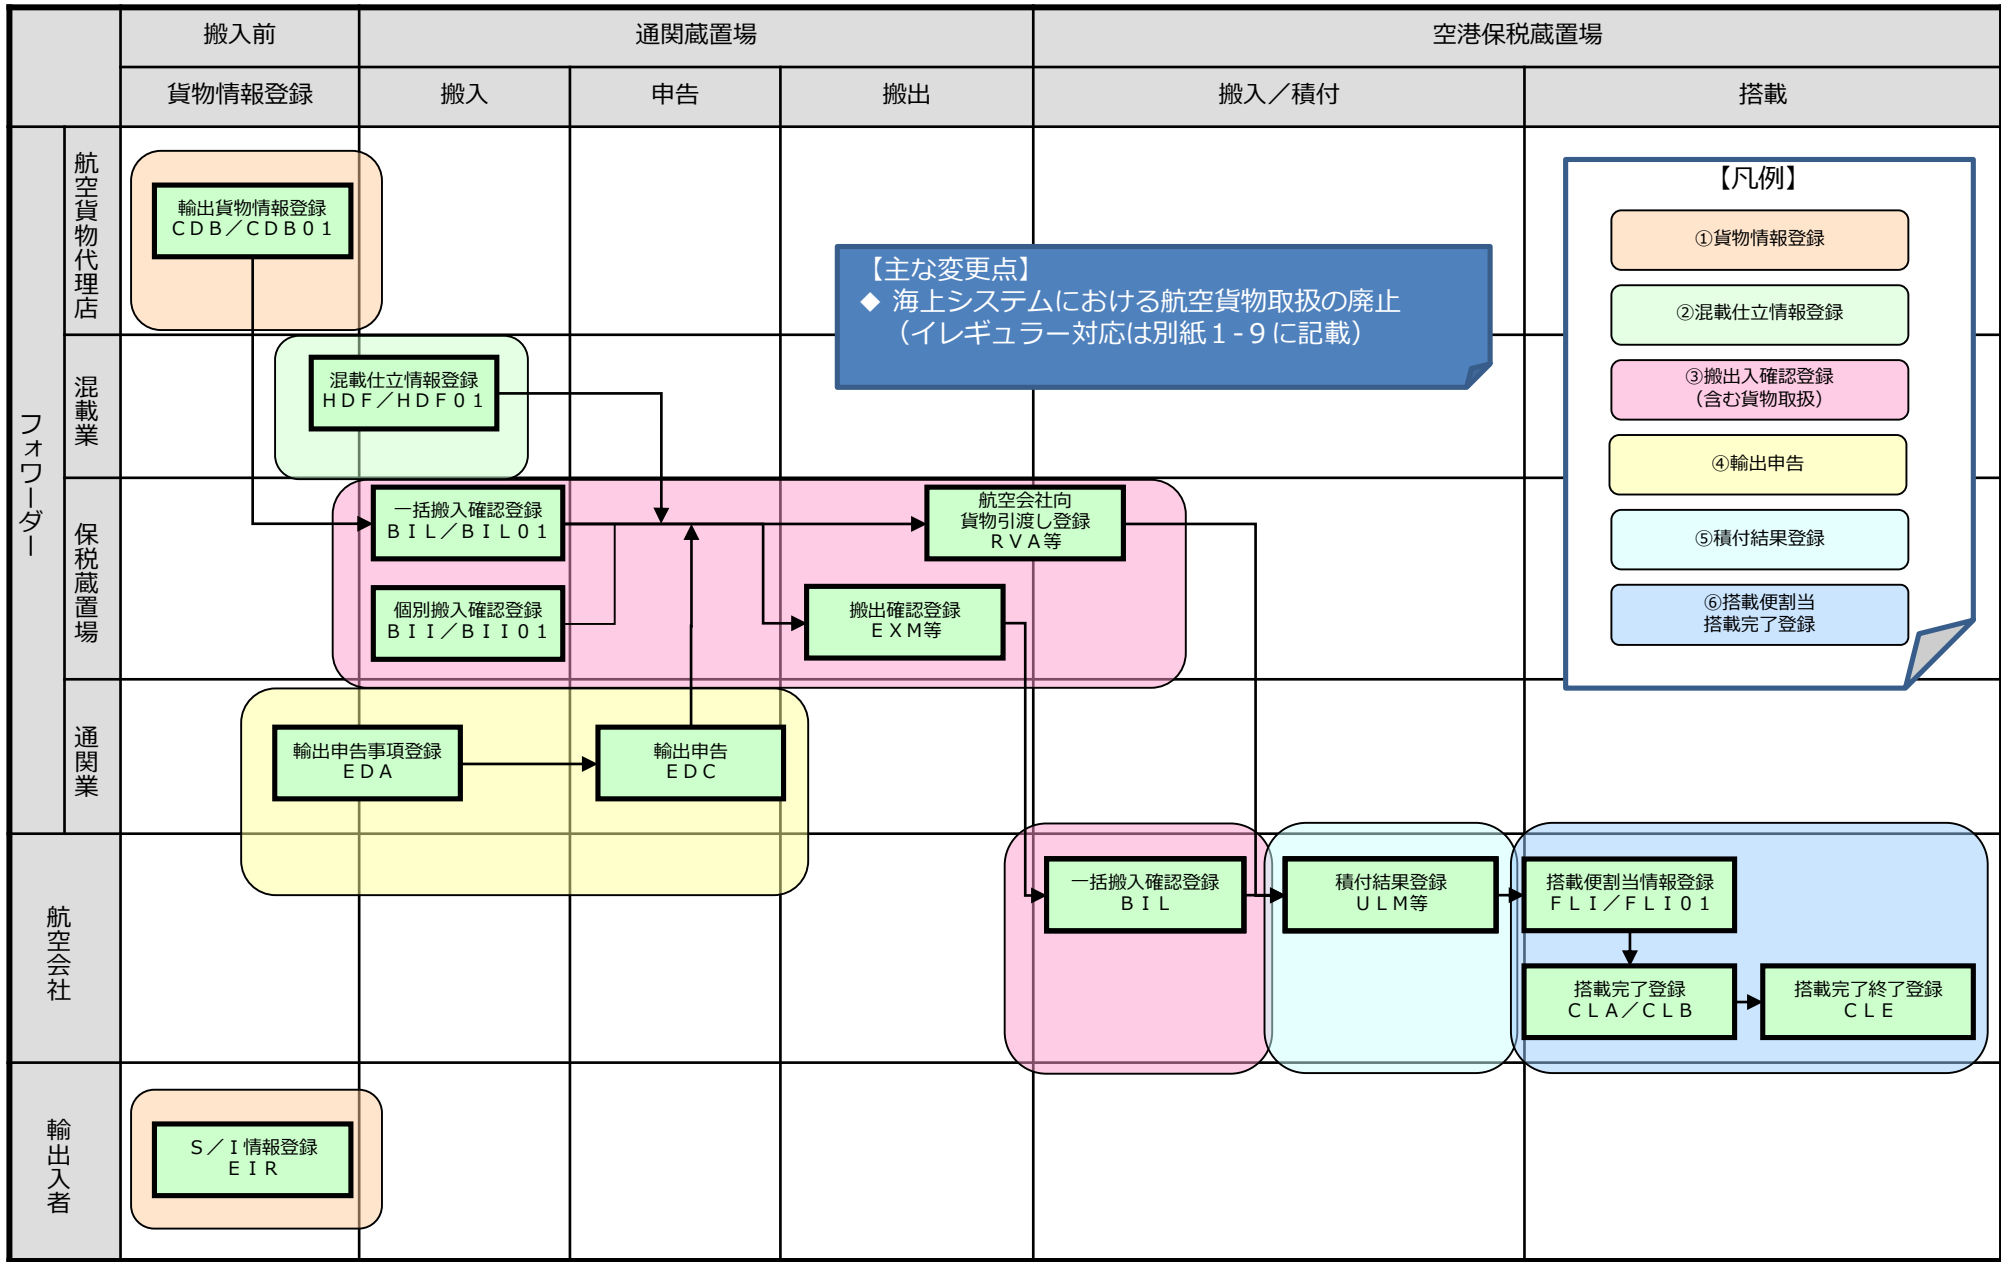 搬入前
通関蔵置場
空港保税蔵置場
貨物情報登録
搬入
申告
搬出
搬入／積付
搭載
フォワーダー
航空貨物代理店
輸出貨物情報登録
ＣＤＢ／ＣＤＢ０１
【主な変更点】
◆ 海上システムにおける航空貨物取扱の廃止
（イレギュラー対応は別紙１-９に記載）
【凡例】
①貨物情報登録
②混載仕立情報登録
③搬出入確認登録
（含む貨物取扱）
④輸出申告
⑤積付結果登録
⑥搭載便割当
搭載完了登録
混載業
混載仕立情報登録
ＨＤＦ／ＨＤＦ０１
保税蔵置場
一括搬入確認登録
ＢＩＬ／ＢＩＬ０１
航空会社向
貨物引渡し登録
ＲＶＡ等
個別搬入確認登録
ＢＩＩ／ＢＩＩ０１
搬出確認登録
ＥＸＭ等
通関業
輸出申告事項登録
ＥＤＡ
輸出申告
ＥＤＣ
航空会社
一括搬入確認登録
ＢＩＬ
積付結果登録
ＵＬＭ等
搭載便割当情報登録
ＦＬＩ／ＦＬＩ０１
搭載完了登録
ＣＬＡ／ＣＬＢ
搭載完了終了登録
ＣＬＥ
輸出入者
Ｓ／Ｉ情報登録
ＥＩＲ